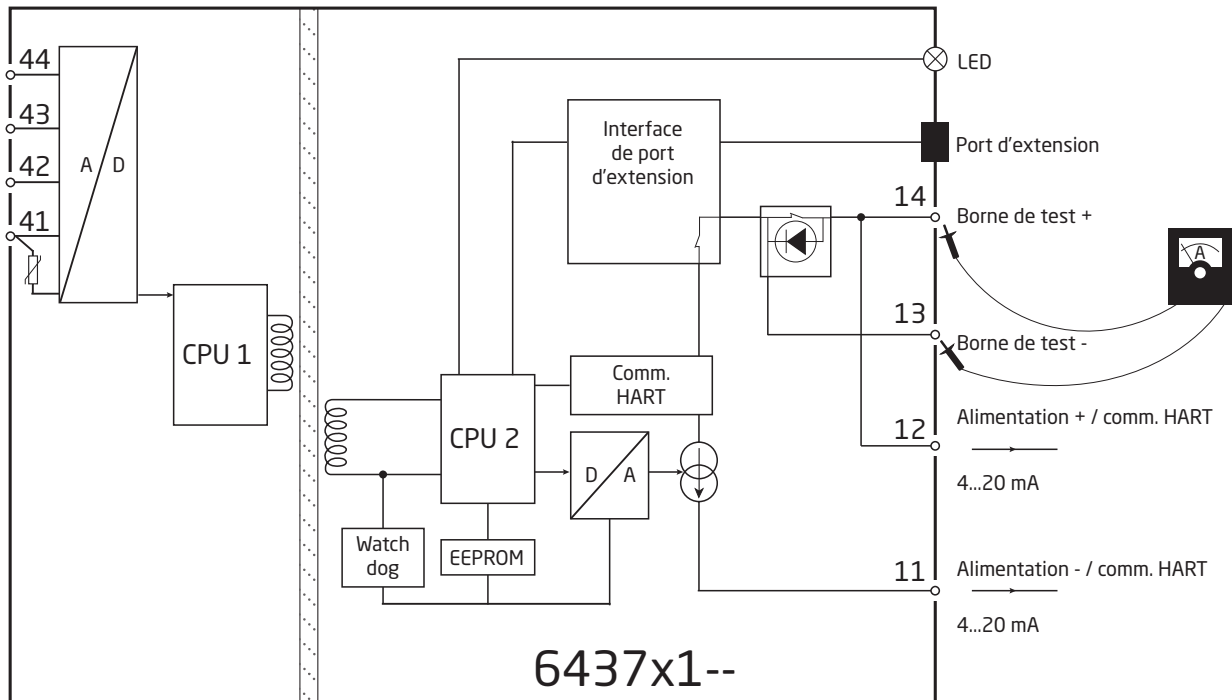 44
43
42
41
A / D
CPU 1
CPU 2
Watch
dog
EEPROM
D / A
Comm.
HART
Interface
de port
d'extension
LED
Port d'extension
14
Borne de test +
A
13
Borne de test -
12
Alimentation + / comm. HART
4...20 mA
11
Alimentation - / comm. HART
4...20 mA
6437x1--